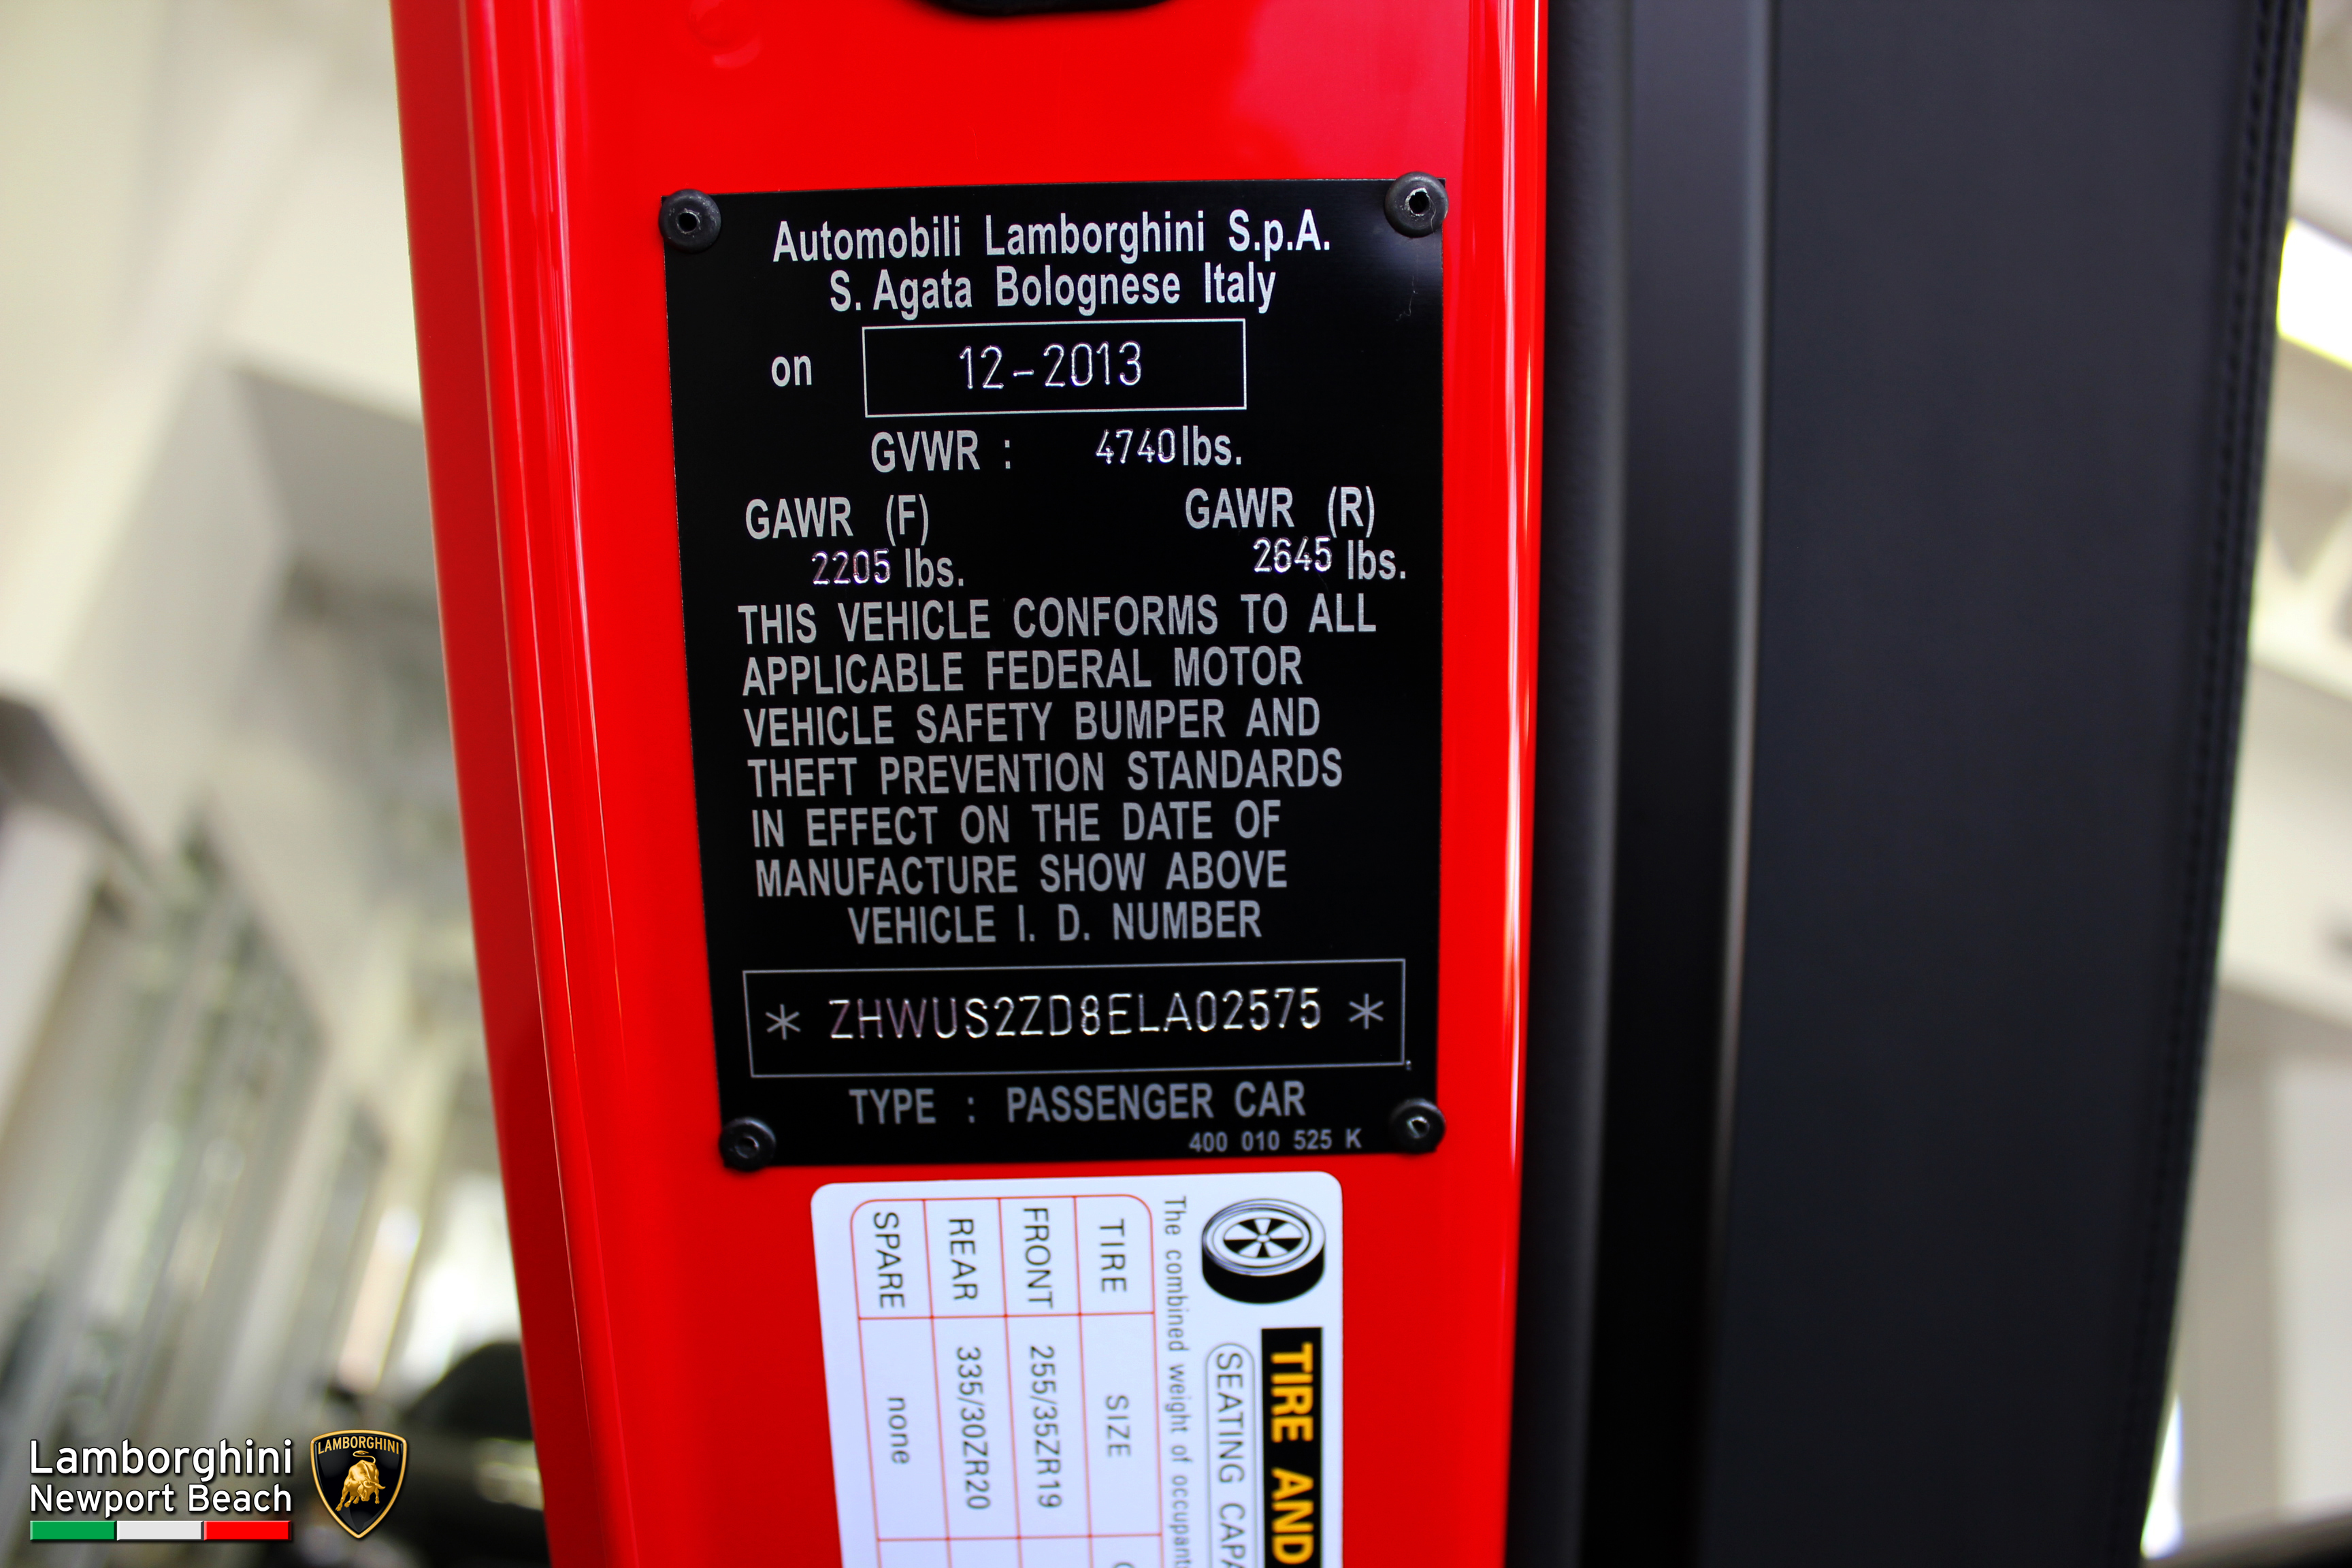 Automobili Lamborghini S.p.A.
S. Agata Bolognese Italy
on 12-2013
GVWR : 4740 lbs.
GAWR (F) GAWR (R)
2205 lbs. 2645 lbs.
THIS VEHICLE CONFORMS TO ALL
APPLICABLE FEDERAL MOTOR
VEHICLE SAFETY BUMPER AND
THEFT PREVENTION STANDARDS
IN EFFECT ON THE DATE OF
MANUFACTURE SHOW ABOVE
VEHICLE I. D. NUMBER
* ZHWUS2ZD8ELA02575 *
TYPE : PASSENGER CAR
400 010 525 K
TIRE AND
SEATING CAPA
The combined weight of occupant
TIRE SIZE
FRONT 255/35ZR19
REAR 335/30ZR20
SPARE none
Lamborghini
Newport Beach
LAMBORGHINI